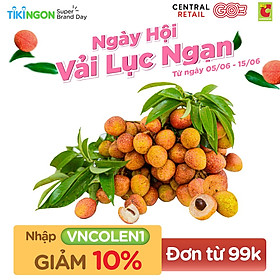 TIKINGON Super Brand Day
CENTRAL RETAIL GO!
Ngày Hội
Vải Lục Ngạn
Từ ngày 05/06 - 15/06
Nhập VNCOLEN1
GIẢM 10%
Đơn từ 99k